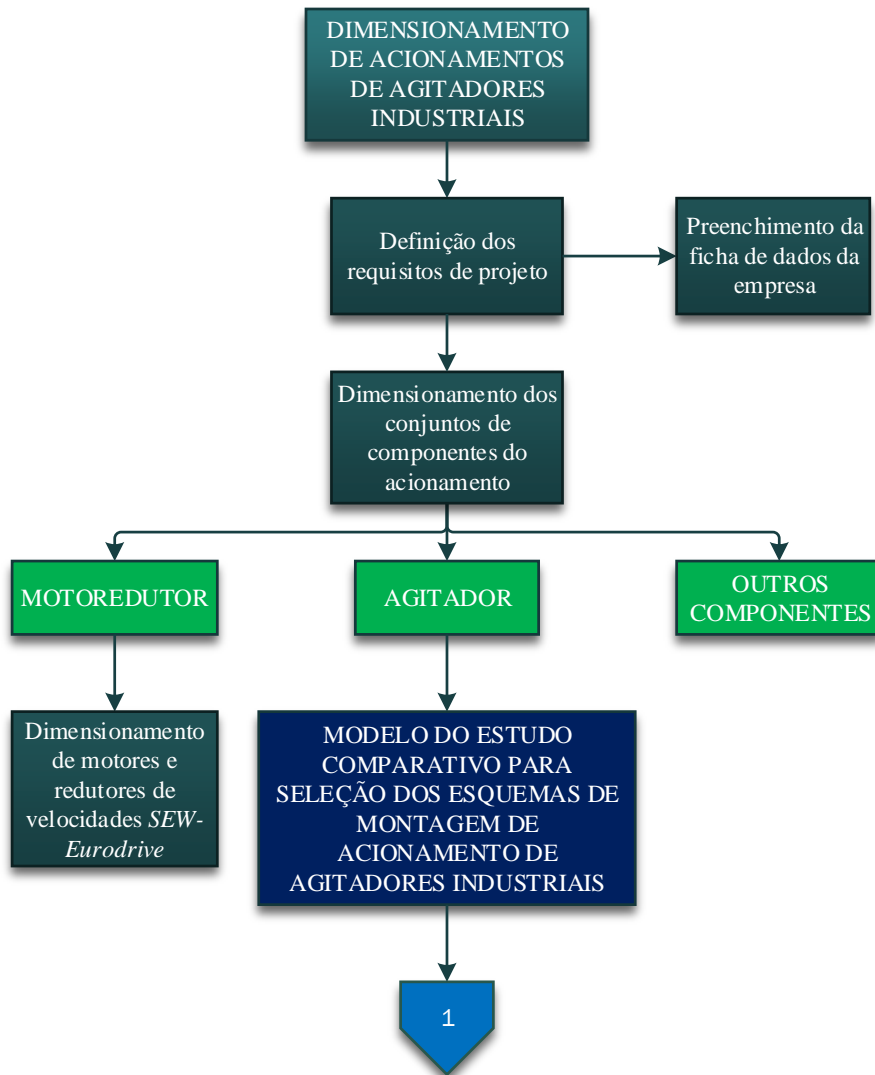 DIMENSIONAMENTO
DE ACIONAMENTOS
DE AGITADORES
INDUSTRIAIS
Definição dos
requisitos de projeto
Preenchimento da
ficha de dados da
empresa
Dimensionamento dos
conjuntos de
componentes do
acionamento
MOTOREDUTOR
AGITADOR
OUTROS
COMPONENTES
Dimensionamento
de motores e
redutores de
velocidades SEW-
Eurodrive
MODELO DO ESTUDO
COMPARATIVO PARA
SELEÇÃO DOS ESQUEMAS DE
MONTAGEM DE
ACIONAMENTO DE
AGITADORES INDUSTRIAIS
1